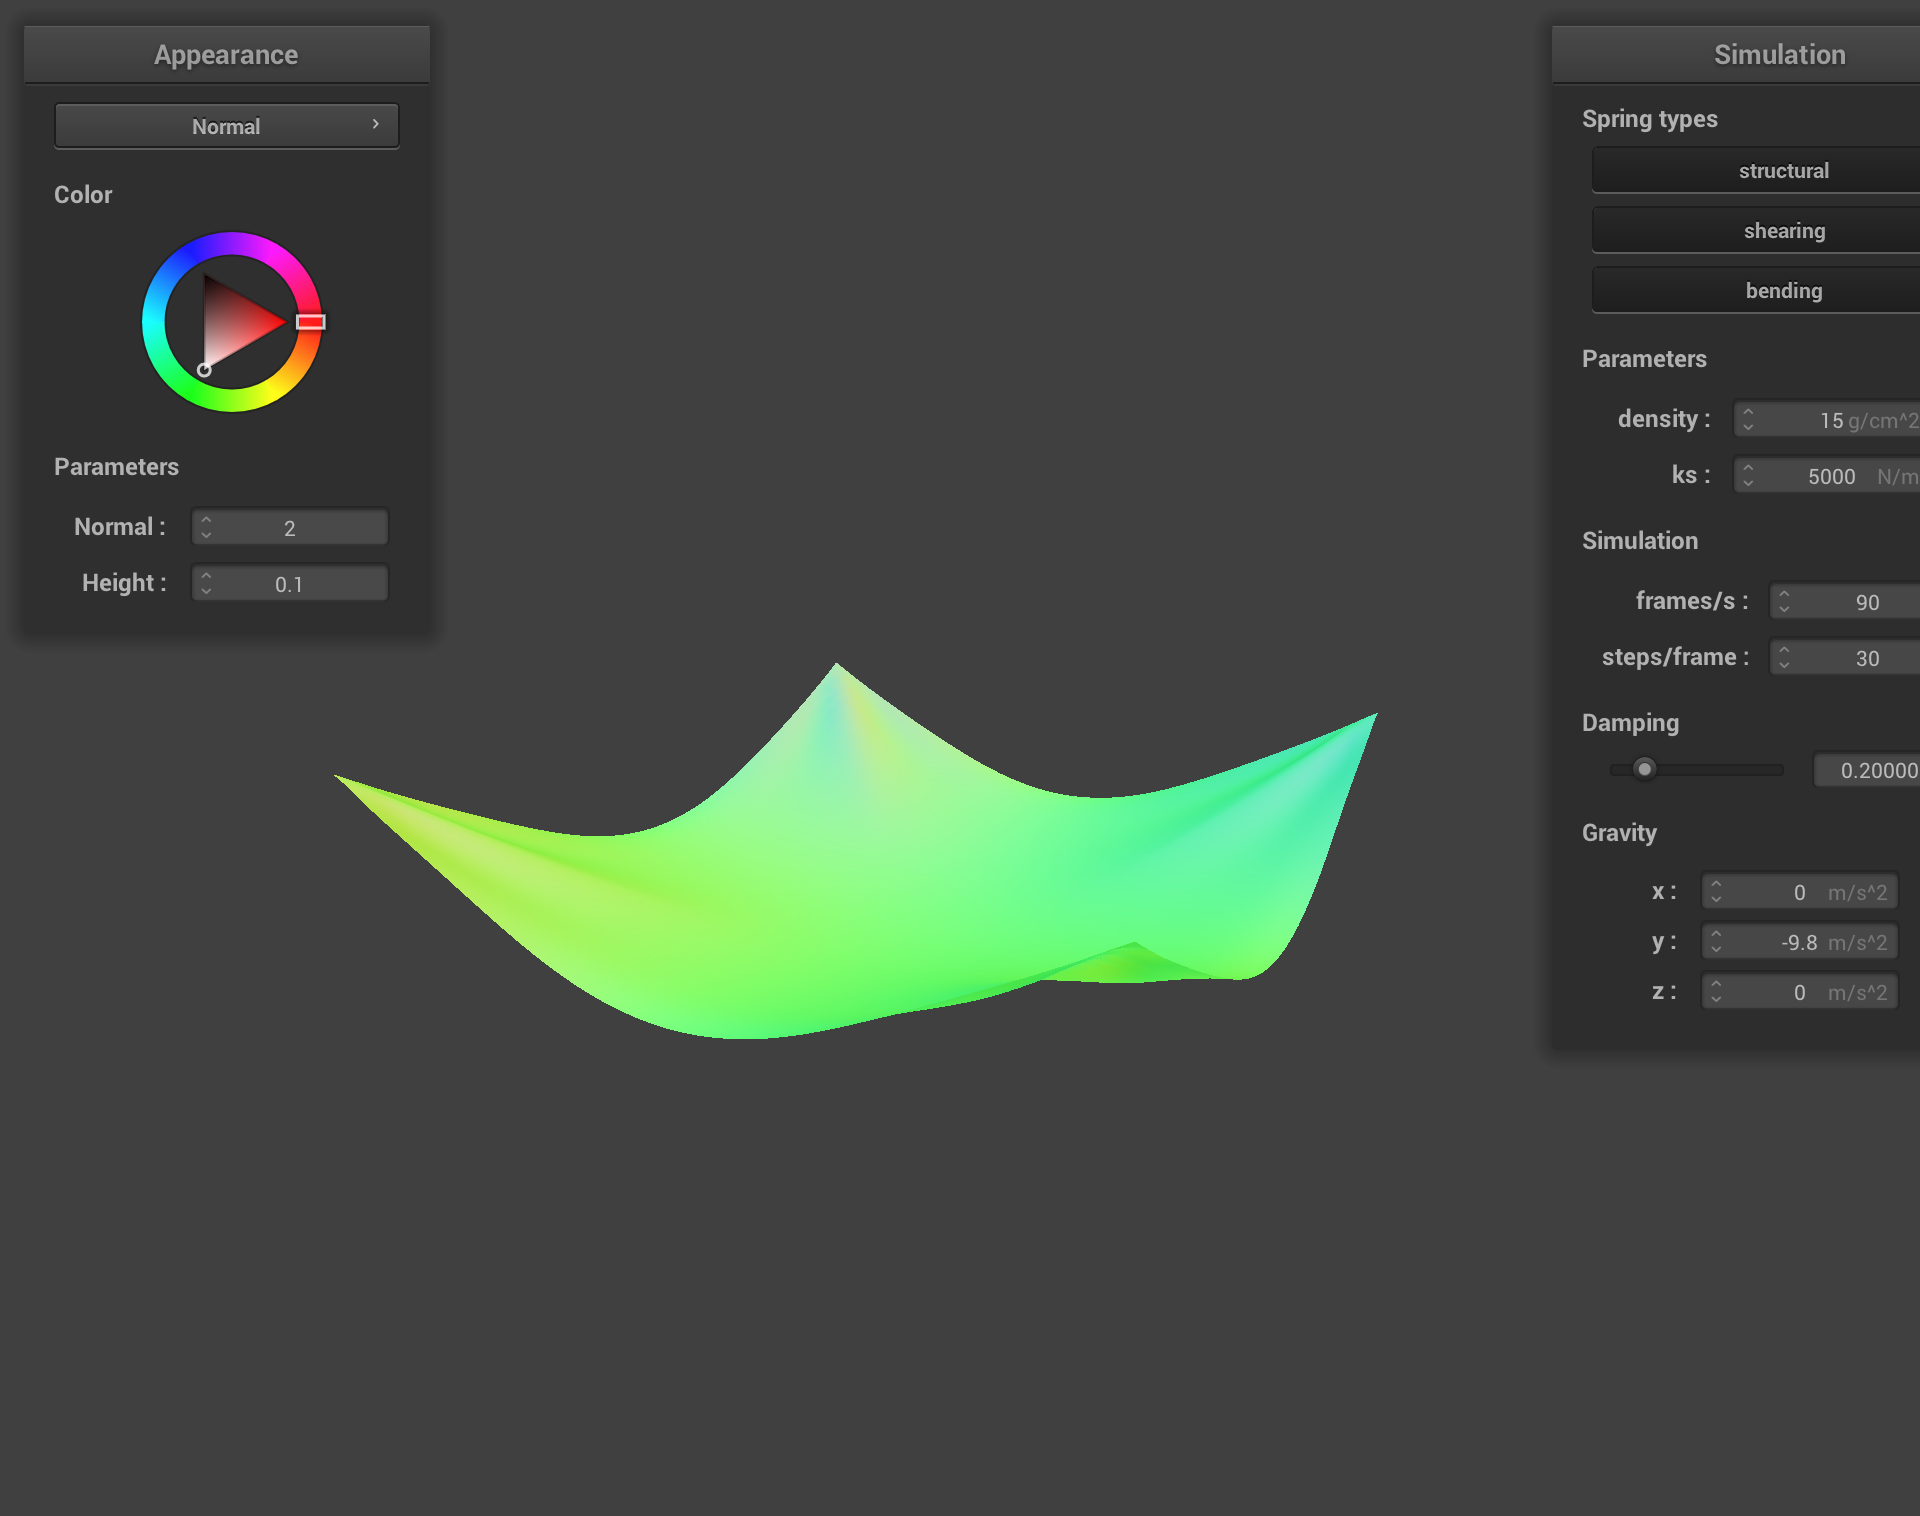 Appearance
Normal
Color
Parameters
Normal : 2
Height : 0.1
Simulation
Spring types
structural
shearing
bending
Parameters
density : 15 g/cm^2
ks : 5000 N/m
Simulation
frames/s : 90
steps/frame : 30
Damping
0.20000
Gravity
x : 0 m/s^2
y : -9.8 m/s^2
z : 0 m/s^2